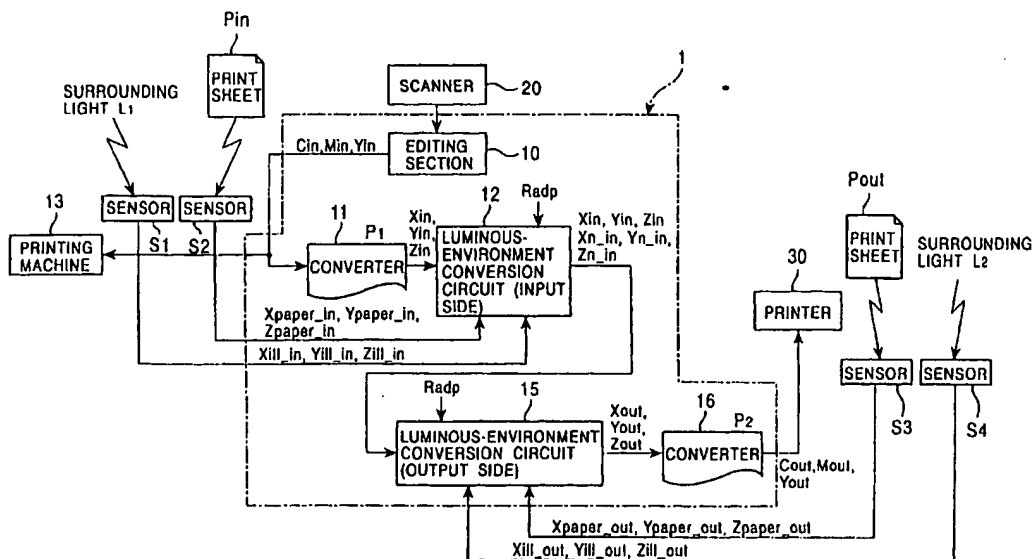 Pin
PRINT
SHEET
SURROUNDING
LIGHT L1
SCANNER
20
1
Cin,Min,Yin
EDITING
SECTION
10
13
SENSOR
SENSOR
S1
S2
PRINTING
MACHINE
11
P1
CONVERTER
Xin,
Yin,
Zin
12
Radp
LUMINOUS-
ENVIRONMENT
CONVERSION
CIRCUIT (INPUT
SIDE)
Xin, Yin, Zin
Xn_in, Yn_in,
Zn_in
Xpaper_in, Ypaper_in,
Zpaper_in
Xill_in, Yill_in, Zill_in
Pout
PRINT
SHEET
SURROUNDING
LIGHT L2
30
PRINTER
SENSOR
SENSOR
S3
S4
Radp
15
LUMINOUS-ENVIRONMENT
CONVERSION CIRCUIT
(OUTPUT SIDE)
Xout,
Yout,
Zout
16
P2
CONVERTER
Cout,Mout,
Yout
Xpaper_out, Ypaper_out, Zpaper_out
Xill_out, Yill_out, Zill_out